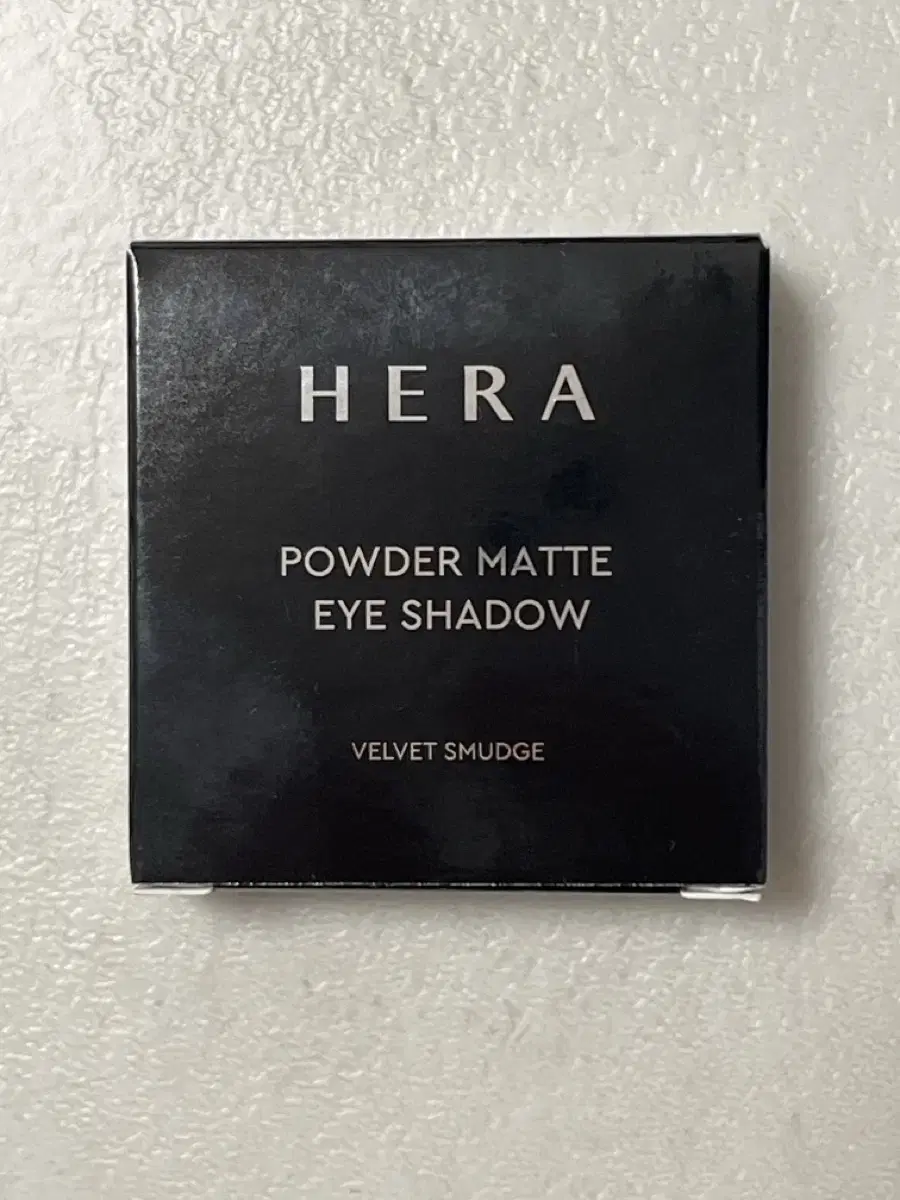 HERA
POWDER MATTE
EYE SHADOW
VELVET SMUDGE